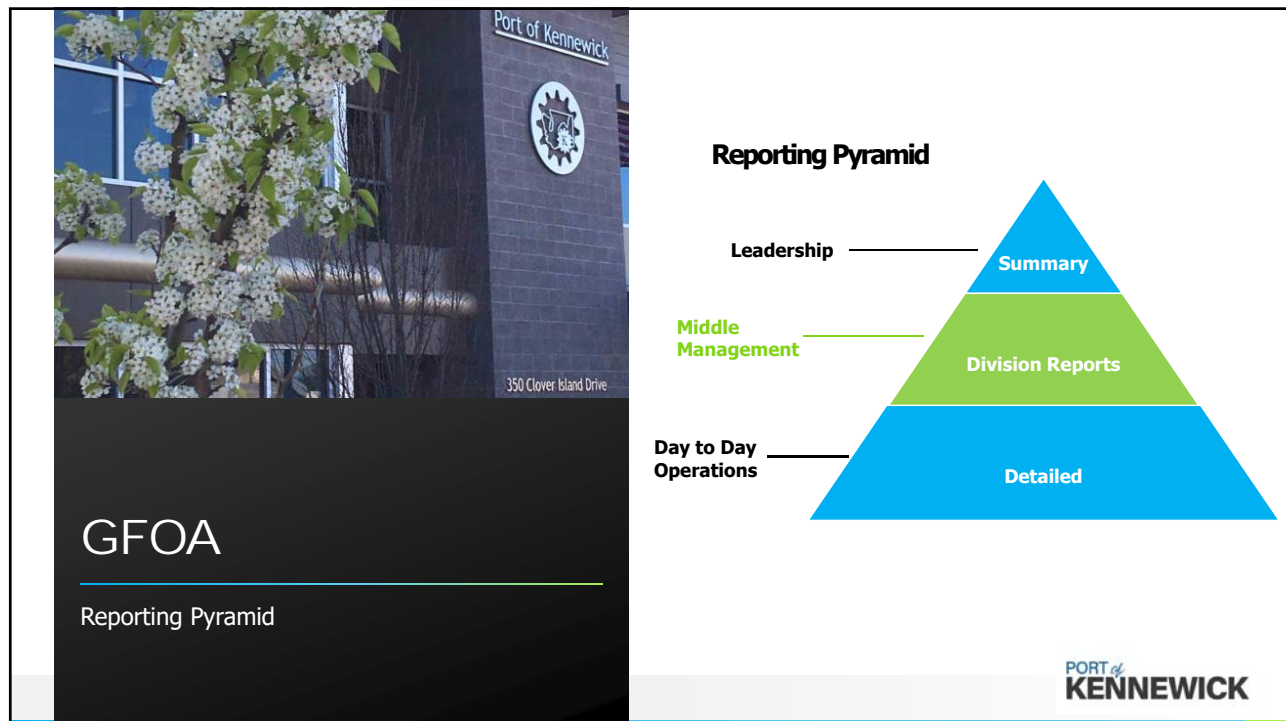 Port of Kennewick
350 Clover Island Drive
GFOA
Reporting Pyramid
Reporting Pyramid
Leadership
Summary
Middle
Management
Division Reports
Day to Day
Operations
Detailed
PORT of
KENNEWICK